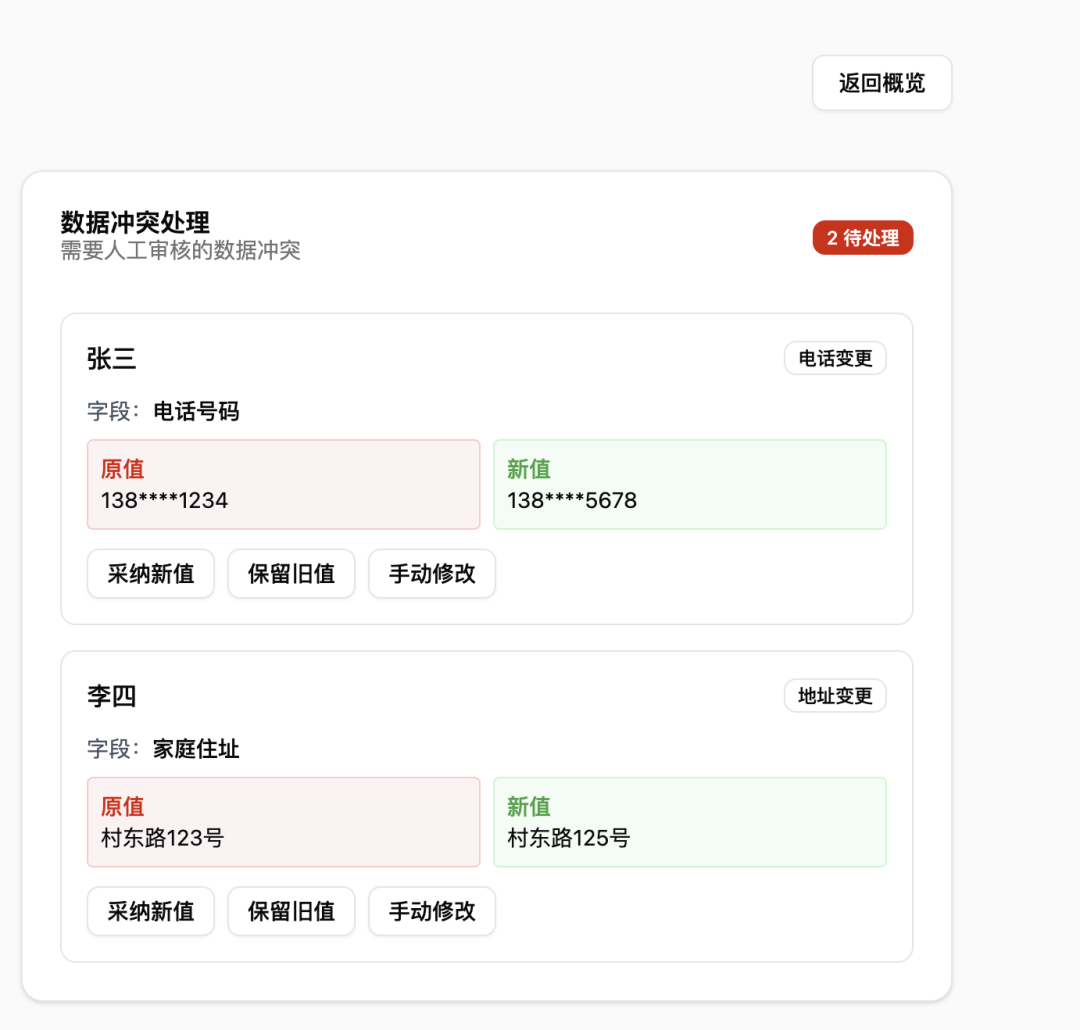 返回概览
数据冲突处理
需要人工审核的数据冲突
2 待处理
张三
电话变更
字段： 电话号码
原值
138****1234
新值
138****5678
采纳新值 保留旧值 手动修改
李四
地址变更
字段： 家庭住址
原值
村东路123号
新值
村东路125号
采纳新值 保留旧值 手动修改